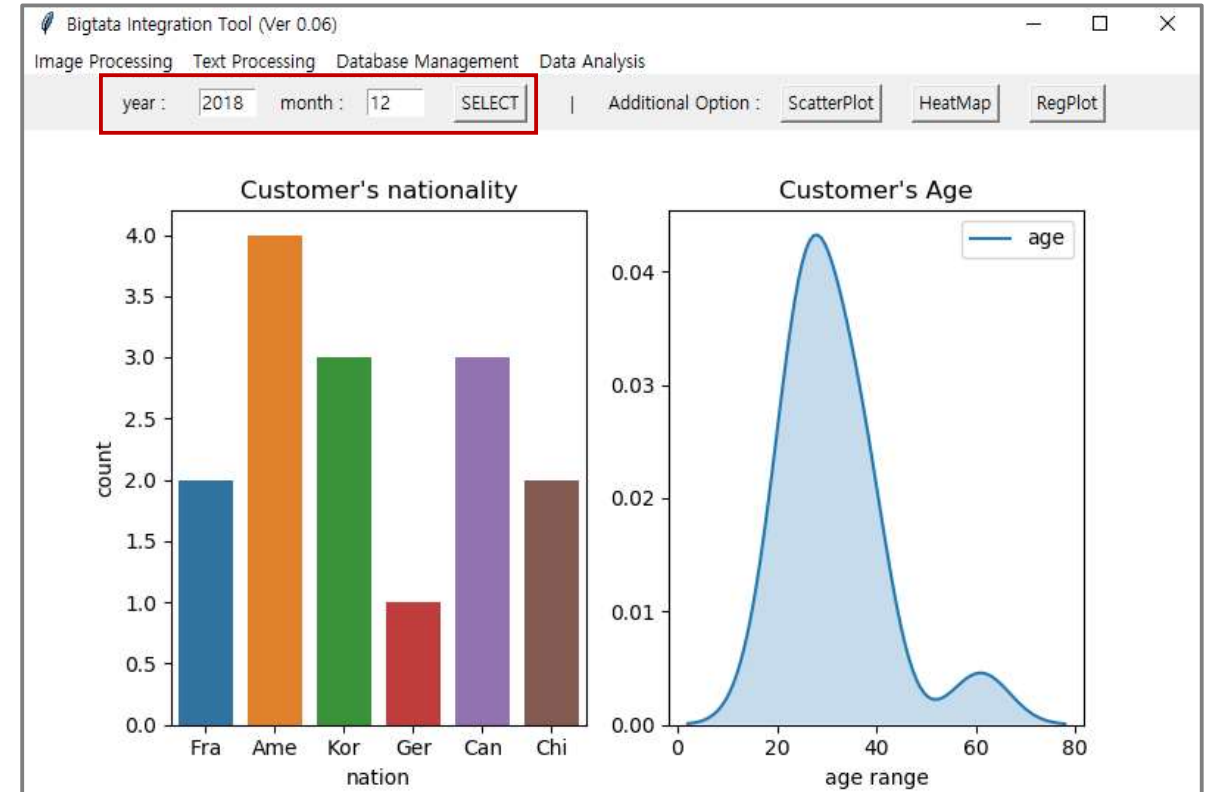 Bigtata Integration Tool (Ver 0.06)
Image Processing Text Processing Database Management Data Analysis
year : 2018 month : 12 SELECT | Additional Option : ScatterPlot HeatMap RegPlot
Customer's nationality
4.0
3.5
3.0
2.5
2.0
1.5
1.0
0.5
0.0
count
Fra Ame Kor Ger Can Chi
nation
Customer's Age
age
0.04
0.03
0.02
0.01
0.00
0 20 40 60 80
age range